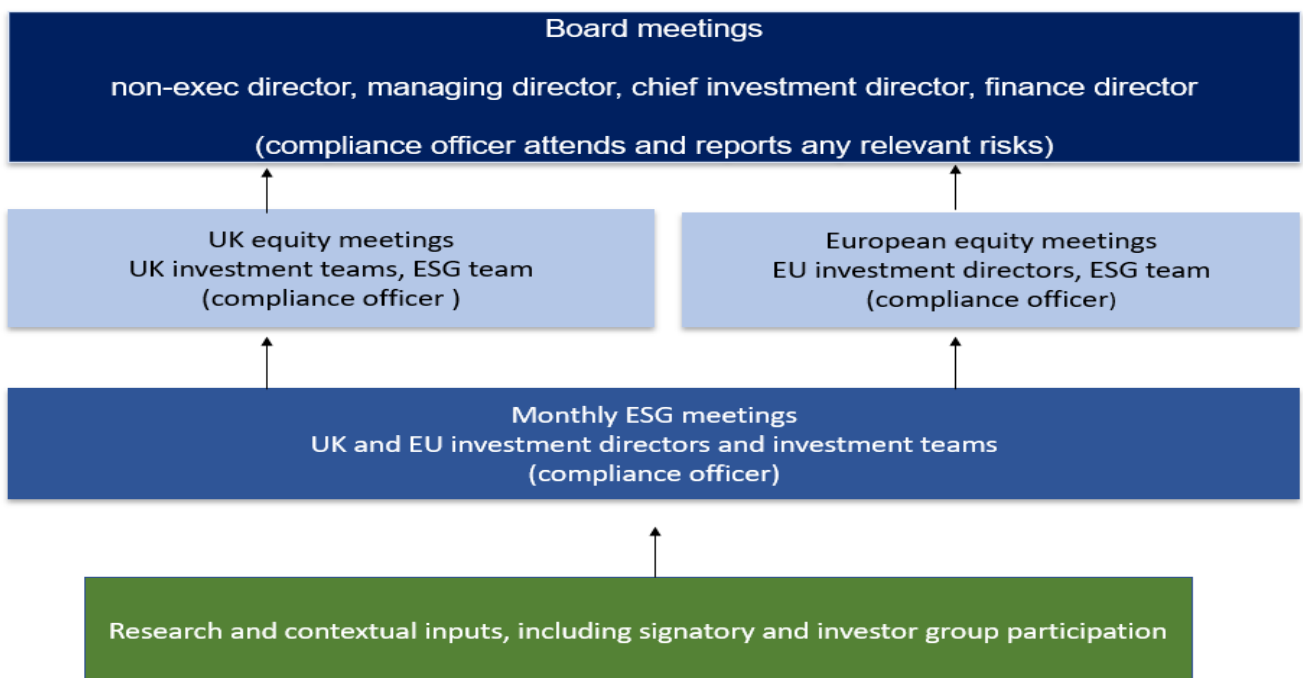 Board meetings
non-exec director, managing director, chief investment director, finance director
(compliance officer attends and reports any relevant risks)
UK equity meetings
UK investment teams, ESG team
(compliance officer )
European equity meetings
EU investment directors, ESG team
(compliance officer)
Monthly ESG meetings
UK and EU investment directors and investment teams
(compliance officer)
Research and contextual inputs, including signatory and investor group participation